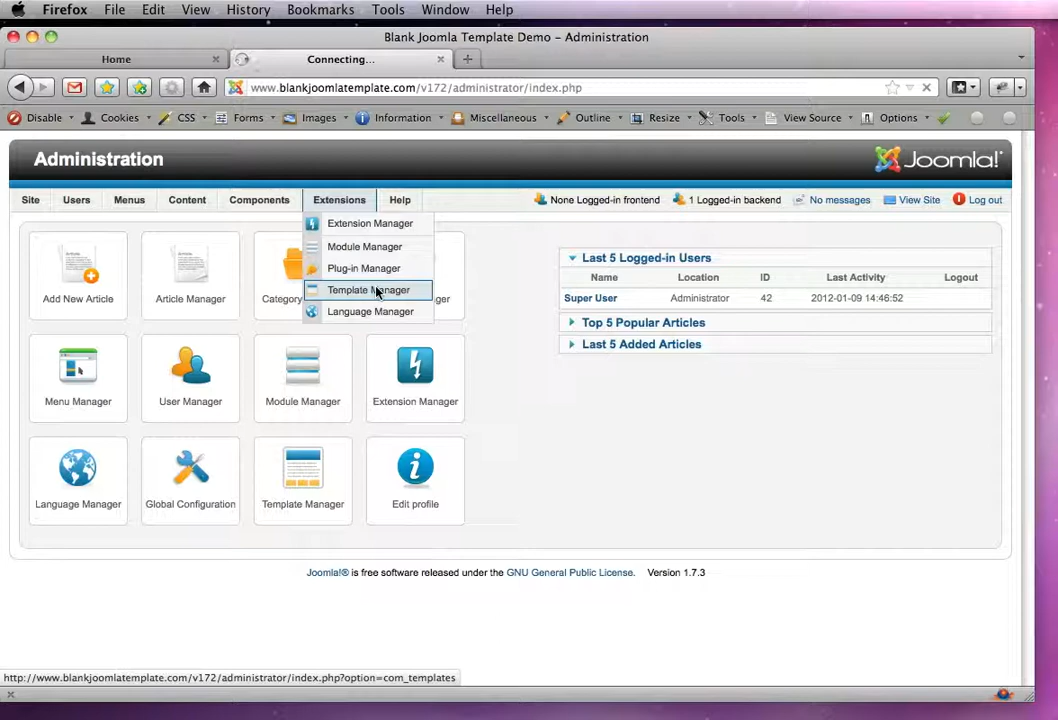 Firefox File Edit View History Bookmarks Tools Window Help
Blank Joomla Template Demo – Administration
Home Connecting...
www.blankjoomlatemplate.com/v172/administrator/index.php
Disable Cookies CSS Forms Images Information Miscellaneous Outline Resize Tools View Source Options
Administration Joomla!
Site Users Menus Content Components Extensions Help None Logged-in frontend 1 Logged-in backend No messages View Site Log out
Extension Manager
Module Manager
Plug-in Manager
Template Manager
Language Manager
Add New Article Article Manager Category
Menu Manager User Manager Module Manager Extension Manager
Language Manager Global Configuration Template Manager Edit profile
Last 5 Logged-in Users
Name Location ID Last Activity Logout
Super User Administrator 42 2012-01-09 14:46:52
Top 5 Popular Articles
Last 5 Added Articles
Joomla!® is free software released under the GNU General Public License. Version 1.7.3
http://www.blankjoomlatemplate.com/v172/administrator/index.php?option=com_templates